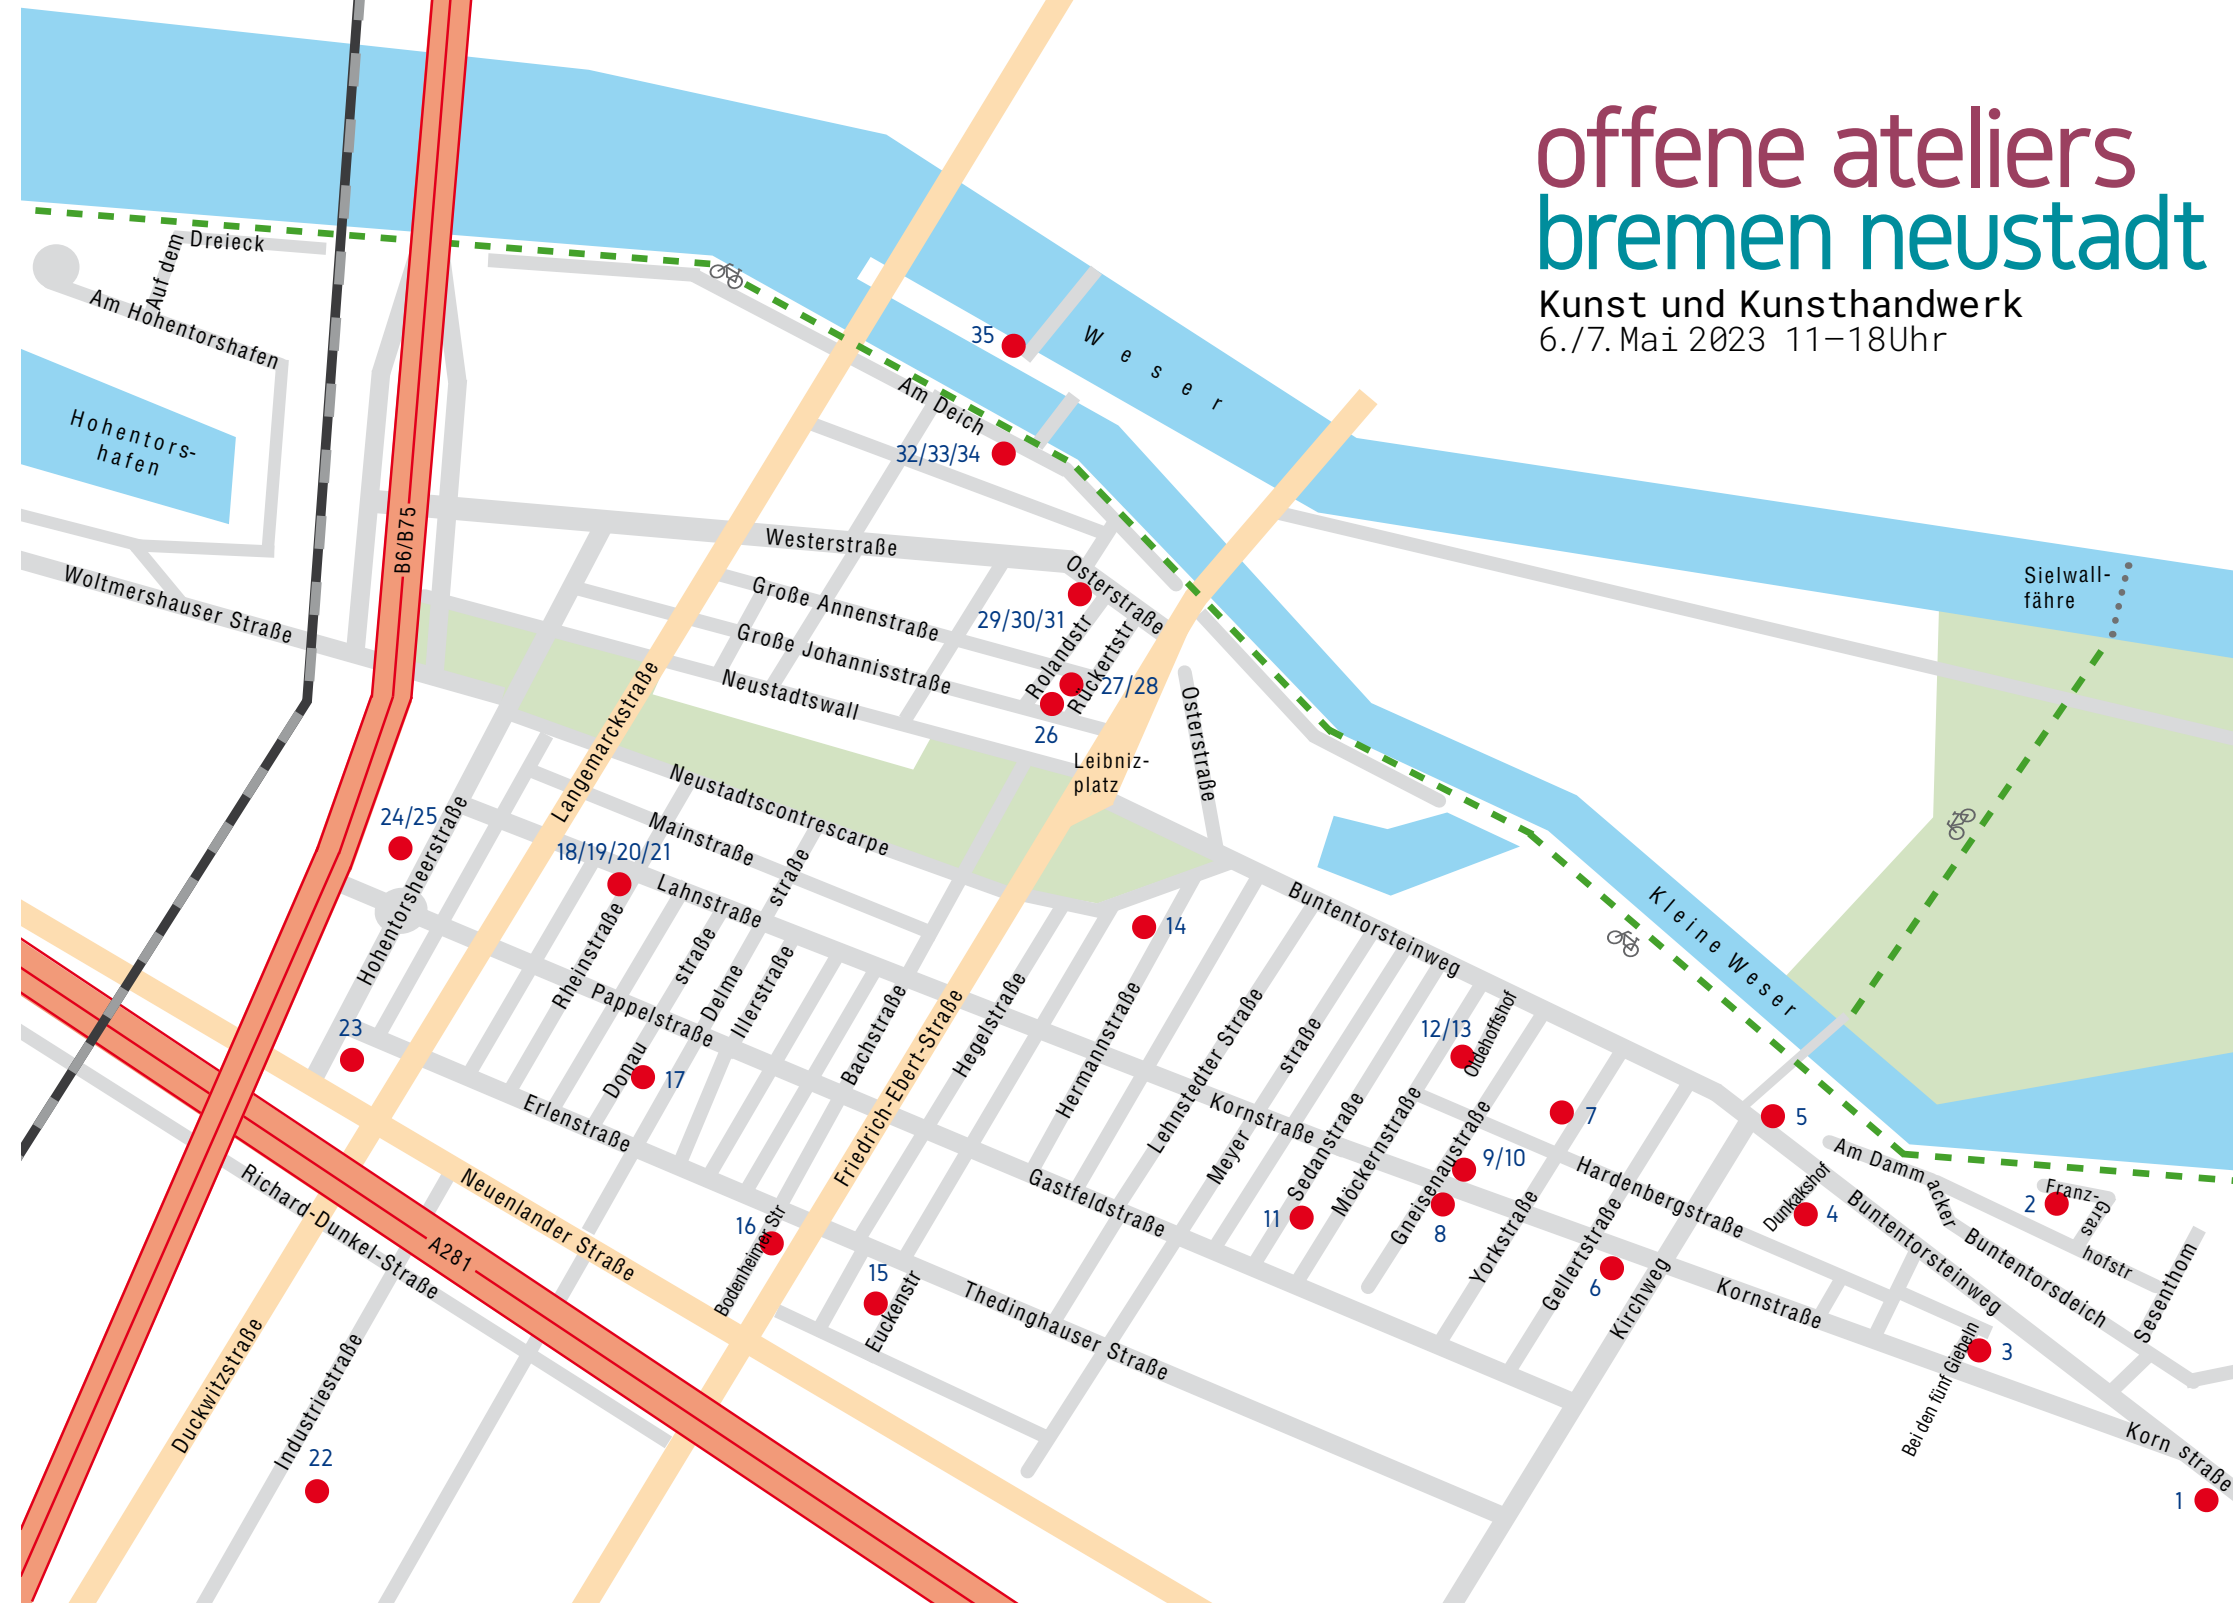 offene ateliers
bremen neustadt
Kunst und Kunsthandwerk
6./7. Mai 2023 11–18Uhr
Auf dem
Dreieck
Am Hohentorshafen
Hohentors-
hafen
Woltmershauser Straße
B6/B75
35
Weser
Am Deich
32/33/34
Westerstraße
Osterstraße
Große Annenstraße
29/30/31
Große Johannisstraße
Rolandstr
Rückertstr
27/28
26
Neustadtswall
Osterstraße
Leibniz-
platz
Sielwall-
fähre
Langemarckstraße
Neustadtscontrescarpe
24/25
Hohentorsheerstraße
18/19/20/21
Mainstraße
Lahnstraße
straße
Delme
straße
Donau
Rheinstraße
Illerstraße
Pappelstraße
Bachstraße
Friedrich-Ebert-Straße
Hegelstraße
Hermannstraße
14
Buntentorsteinweg
Kleine Weser
23
17
Erlenstraße
Lehnstedter Straße
straße
Meyer
Kornstraße
12/13
Oldehoffshof
Sedanstraße
Möckernstraße
Gneisenaustraße
7
5
9/10
8
11
Hardenbergstraße
Yorkstraße
Gellertstraße
6
Kirchweg
Dunkakshof
4
Am Damm
acker
Franz-
Gras
hofstr
2
Buntentorsteinweg
Buntentorsdeich
Sesenthom
Kornstraße
Bei den fünf Giebeln
3
Korn straße
1
Gastfeldstraße
Thedinghauser Straße
Richard-Dunkel-Straße
Neuenlander Straße
A281
16
Bodenheimer Str
15
Euckenstr
Duckwitzstraße
Industriestraße
22